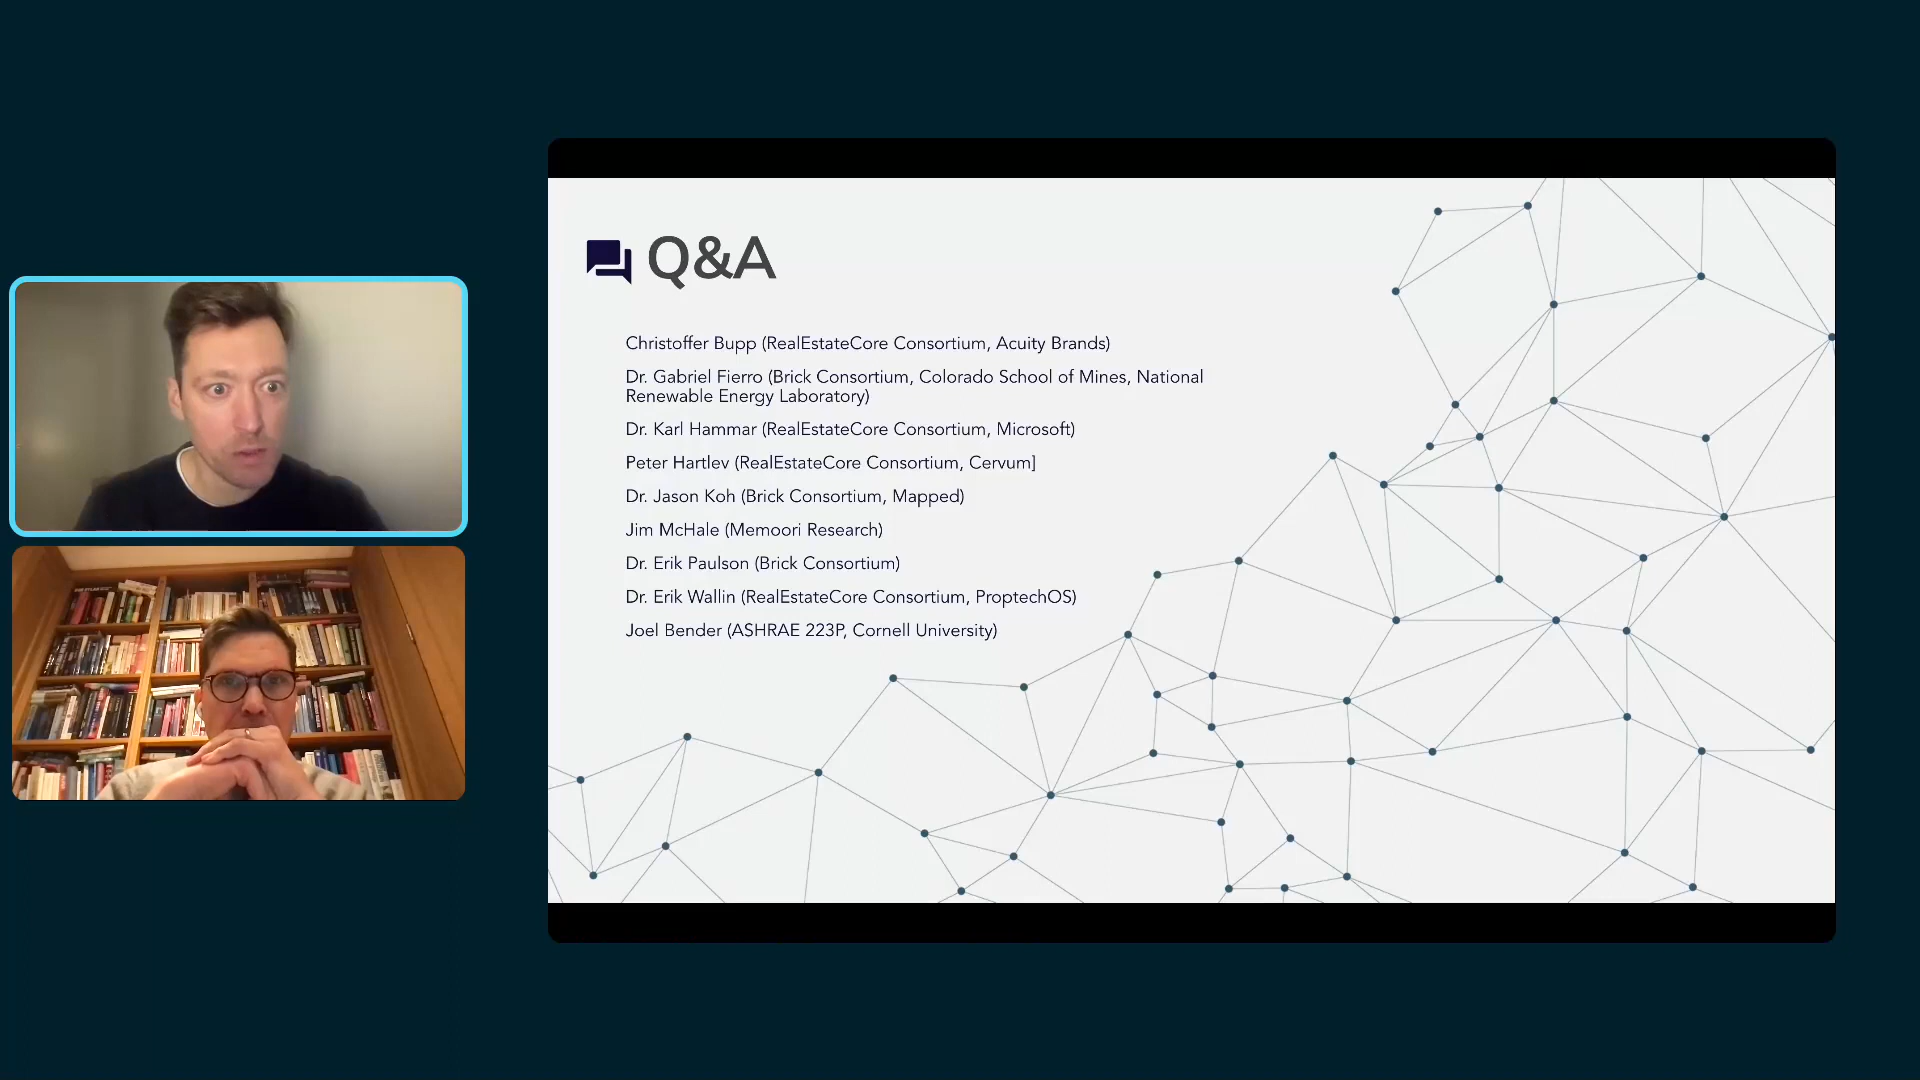 Q&A
Christoffer Bupp (RealEstateCore Consortium, Acuity Brands)
Dr. Gabriel Fierro (Brick Consortium, Colorado School of Mines, National
Renewable Energy Laboratory)
Dr. Karl Hammar (RealEstateCore Consortium, Microsoft)
Peter Hartlev (RealEstateCore Consortium, Cervum]
Dr. Jason Koh (Brick Consortium, Mapped)
Jim McHale (Memoori Research)
Dr. Erik Paulson (Brick Consortium)
Dr. Erik Wallin (RealEstateCore Consortium, ProptechOS)
Joel Bender (ASHRAE 223P, Cornell University)